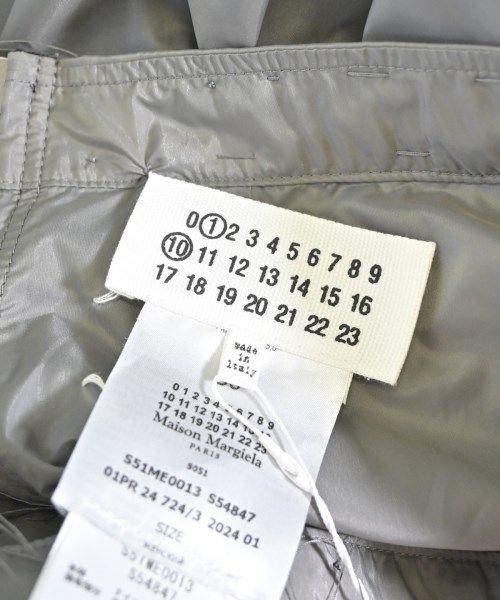 0 1 2 3 4 5 6 7 8 9
10 11 12 13 14 15 16
17 18 19 20 21 22 23
made
in
italy
0 1 2 3 4 5 6 7 8 9
10 11 12 13 14 15 16
17 18 19 20 21 22 23
Maison Margiela
PARIS
S051
S51ME0013 S54847
01PR 24 724/3 2024 01
SIZE
S51ME0013
S54847